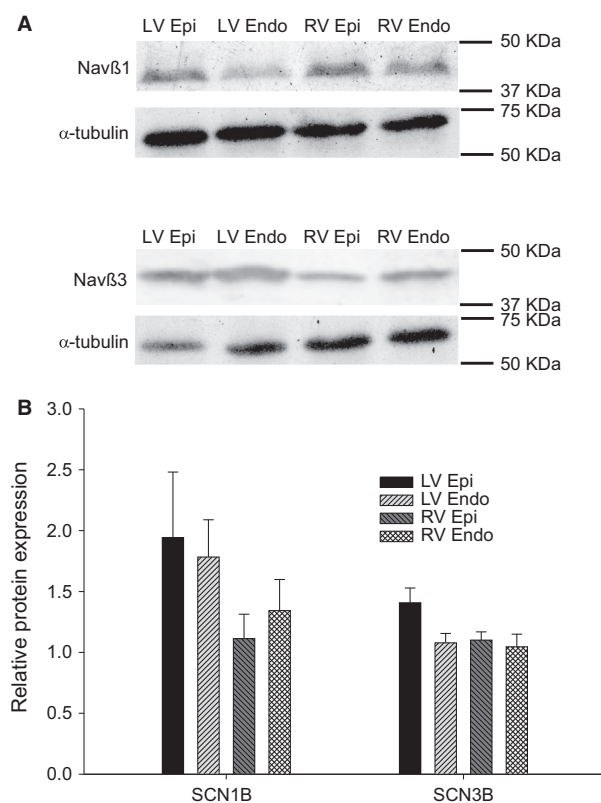 A
LV Epi LV Endo RV Epi RV Endo
50 KDa
Navß1
37 KDa
75 KDa
α-tubulin
50 KDa
LV Epi LV Endo RV Epi RV Endo
50 KDa
Navß3
37 KDa
75 KDa
α-tubulin
50 KDa
B
Relative protein expression
3.0
2.5
2.0
1.5
1.0
0.5
0.0
LV Epi
LV Endo
RV Epi
RV Endo
SCN1B SCN3B